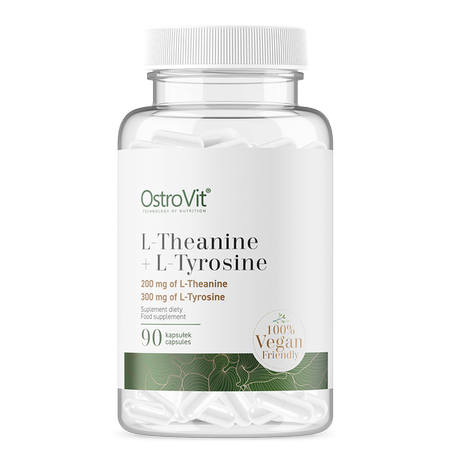 OstroVit®
TECHNOLOGY OF NUTRITION
L-Theanine
+ L-Tyrosine
200 mg of L-Theanine
300 mg of L-Tyrosine
Suplement diety
Food supplement
90 kapsułek
capsules
100%
Vegan
Friendly